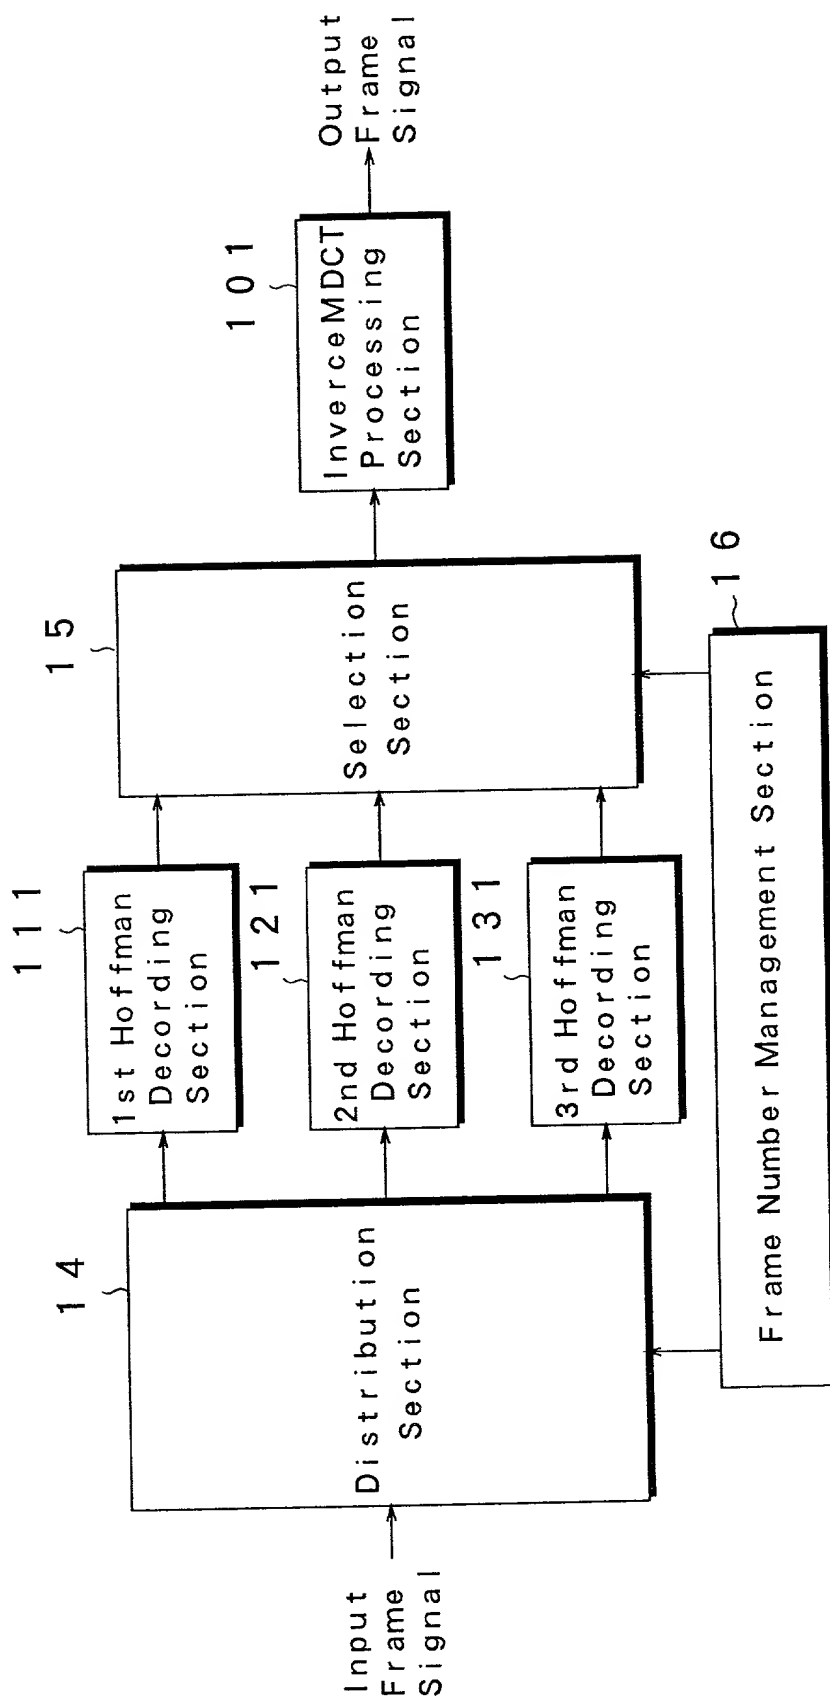 Input
Frame
Signal
14
Distribution
Section
111
1st Hoffman
Decording
Section
121
2nd Hoffman
Decording
Section
131
3rd Hoffman
Decording
Section
15
Selection
Section
16
Frame Number Management Section
101
InverceMDCT
Processing
Section
Output
Frame
Signal